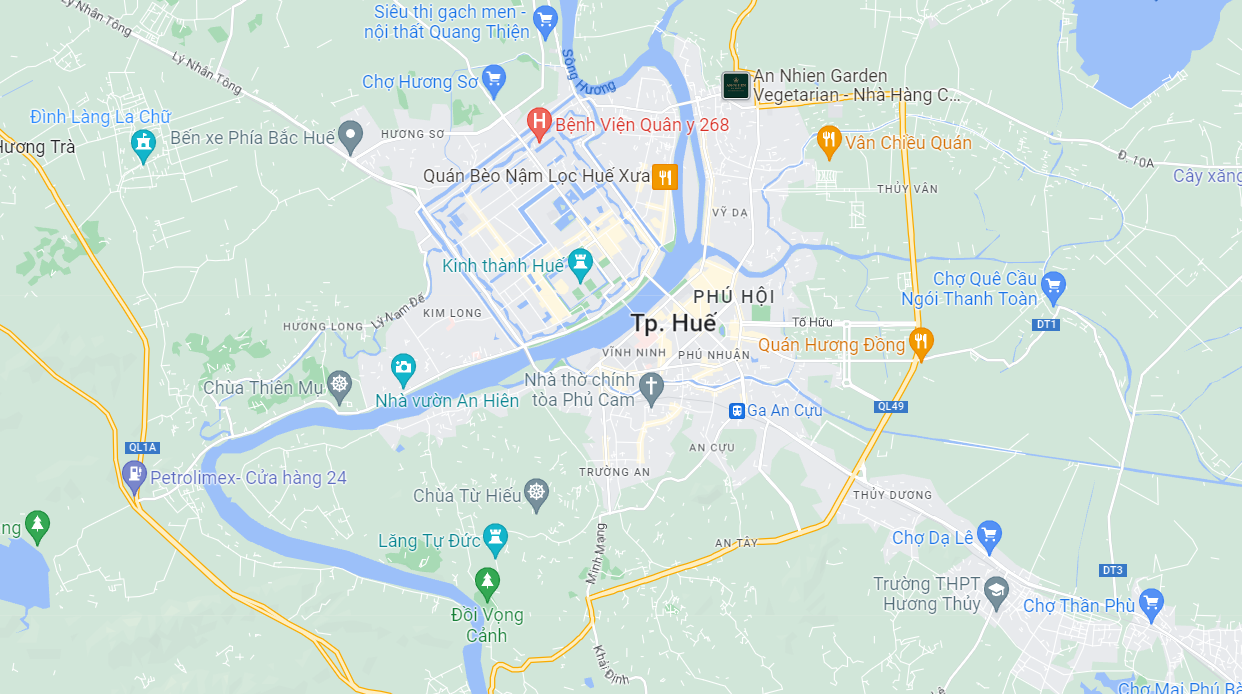 Siêu thị gạch men -
nội thất Quang Thiện
Lý Nhân Tông
Lý Nhân Tông
Sông Hương
Chợ Hương Sơ
An Nhien Garden
Vegetarian - Nhà Hàng C...
Đình Làng La Chữ
Bến xe Phía Bắc Huế
HƯƠNG SƠ
Bệnh Viện Quân y 268
Hương Trà
Vân Chiều Quán
Đ. 10A
Quán Bèo Nậm Lọc Huế Xưa
Cây xăng
THỦY VÂN
VỸ DẠ
Kinh thành Huế
Chợ Quê Cầu
Ngói Thanh Toàn
PHÚ HỘI
Lý Nam Đế
KIM LONG
HƯƠNG LONG
Tp. Huế
Tố Hữu
DT1
Quán Hương Đồng
VĨNH NINH
PHÚ NHUẬN
Chùa Thiên Mụ
Nhà vườn An Hiên
Nhà thờ chính
tòa Phủ Cam
Ga An Cựu
QL49
QL1A
AN CỰU
Petrolimex- Cửa hàng 24
TRƯỜNG AN
Chùa Từ Hiếu
THỦY DƯƠNG
ng
Lăng Tự Đức
Minh Mạng
AN TÂY
Chợ Dạ Lê
DT3
Trường THPT
Hương Thủy
Chợ Thần Phù
Đồi Vọng
Cảnh
Khải Định
Chợ Mai Phú Bà